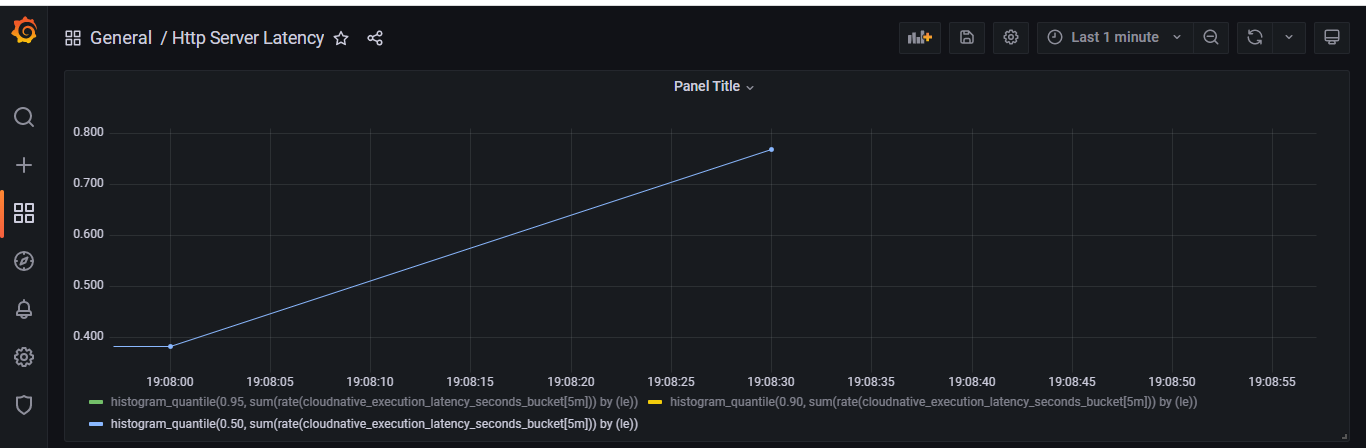 General / Http Server Latency
Last 1 minute
Panel Title
0.800
0.700
0.600
0.500
0.400
19:08:00 19:08:05 19:08:10 19:08:15 19:08:20 19:08:25 19:08:30 19:08:35 19:08:40 19:08:45 19:08:50 19:08:55
histogram_quantile(0.95, sum(rate(cloudnative_execution_latency_seconds_bucket[5m])) by (le)) histogram_quantile(0.90, sum(rate(cloudnative_execution_latency_seconds_bucket[5m])) by (le))
histogram_quantile(0.50, sum(rate(cloudnative_execution_latency_seconds_bucket[5m])) by (le))